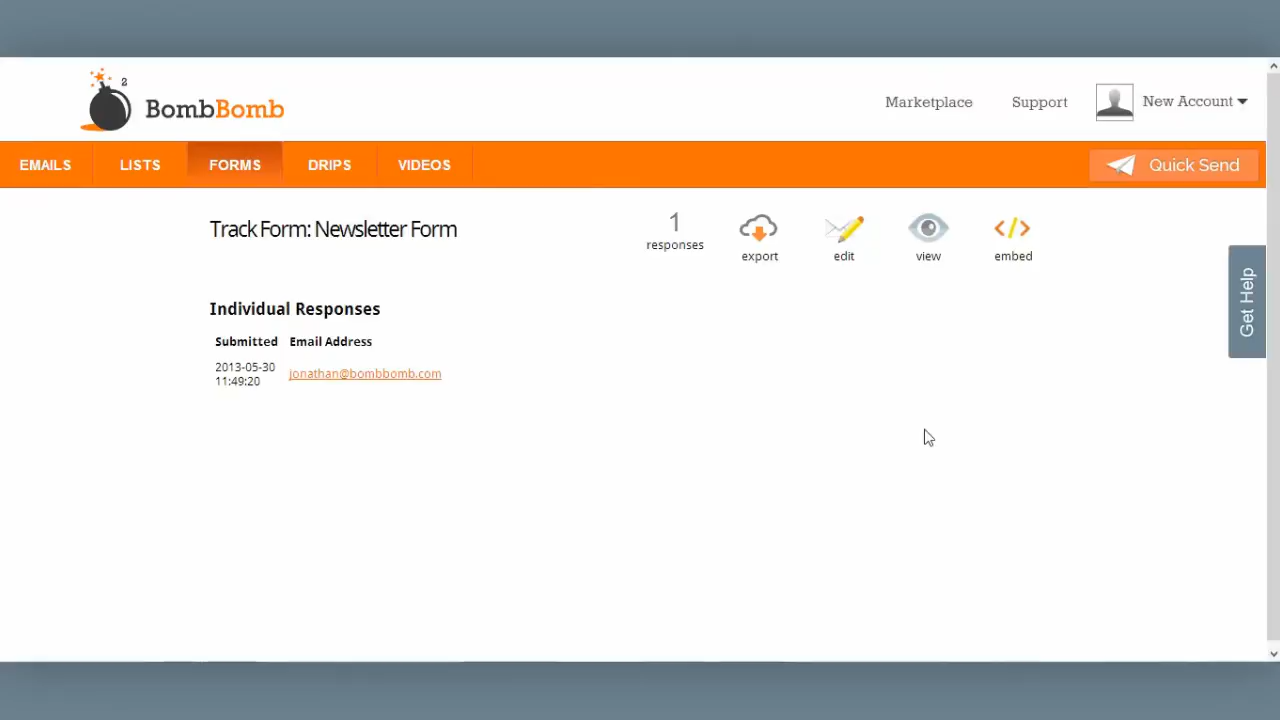 2
BombBomb
Marketplace
Support
New Account
EMAILS
LISTS
FORMS
DRIPS
VIDEOS
Quick Send
Track Form: Newsletter Form
1
responses
export
edit
view
embed
Get Help
Individual Responses
Submitted
Email Address
2013-05-30
11:49:20
jonathan@bombbomb.com